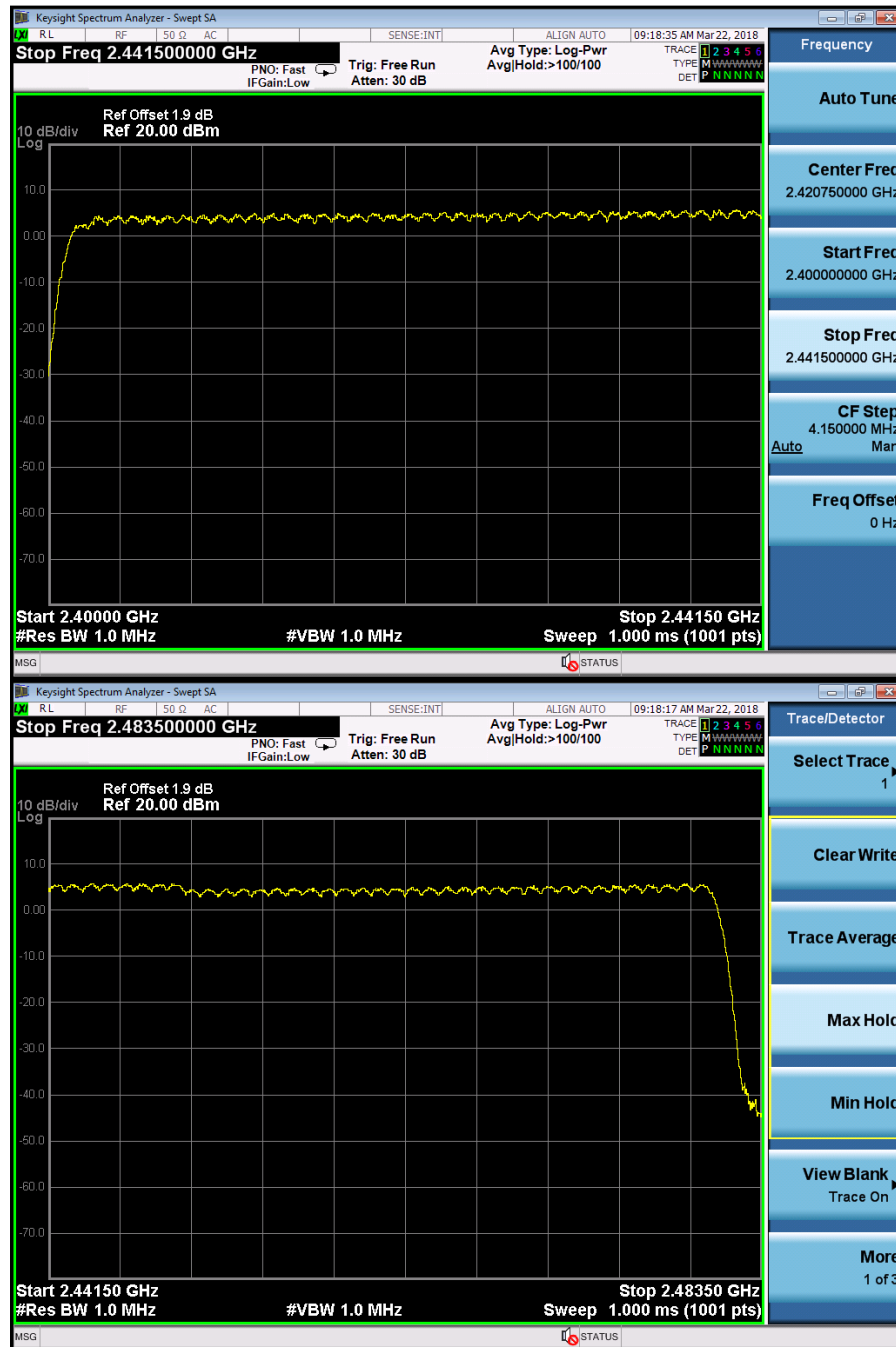 Keysight Spectrum Analyzer - Swept SA
LXI RL RF 50 Ω AC SENSE:INT ALIGN AUTO 09:18:35 AM Mar 22, 2018
Stop Freq 2.441500000 GHz
PNO: Fast
IFGain:Low
Trig: Free Run
Atten: 30 dB
Avg Type: Log-Pwr
Avg|Hold:>100/100
TRACE 1 2 3 4 5 6
TYPE M W W W W W
DET P N N N N N
Ref Offset 1.9 dB
10 dB/div Ref 20.00 dBm
Log
10.0
0.00
-10.0
-20.0
-30.0
-40.0
-50.0
-60.0
-70.0
Start 2.40000 GHz Stop 2.44150 GHz
#Res BW 1.0 MHz #VBW 1.0 MHz Sweep 1.000 ms (1001 pts)
MSG STATUS
Frequency
Auto Tune
Center Freq
2.420750000 GHz
Start Freq
2.400000000 GHz
Stop Freq
2.441500000 GHz
CF Step
4.150000 MHz
Auto Man
Freq Offset
0 Hz
Keysight Spectrum Analyzer - Swept SA
LXI RL RF 50 Ω AC SENSE:INT ALIGN AUTO 09:18:17 AM Mar 22, 2018
Stop Freq 2.483500000 GHz
PNO: Fast
IFGain:Low
Trig: Free Run
Atten: 30 dB
Avg Type: Log-Pwr
Avg|Hold:>100/100
TRACE 1 2 3 4 5 6
TYPE M W W W W W
DET P N N N N N
Ref Offset 1.9 dB
10 dB/div Ref 20.00 dBm
Log
10.0
0.00
-10.0
-20.0
-30.0
-40.0
-50.0
-60.0
-70.0
Start 2.44150 GHz Stop 2.48350 GHz
#Res BW 1.0 MHz #VBW 1.0 MHz Sweep 1.000 ms (1001 pts)
MSG STATUS
Trace/Detector
Select Trace
1
Clear Write
Trace Average
Max Hold
Min Hold
View Blank
Trace On
More
1 of 3